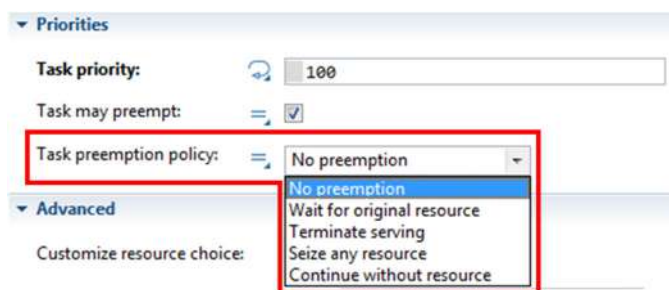 Priorities
Task priority: 100
Task may preempt:
Task preemption policy: No preemption
No preemption
Wait for original resource
Advanced
Terminate serving
Customize resource choice: Seize any resource
Continue without resource